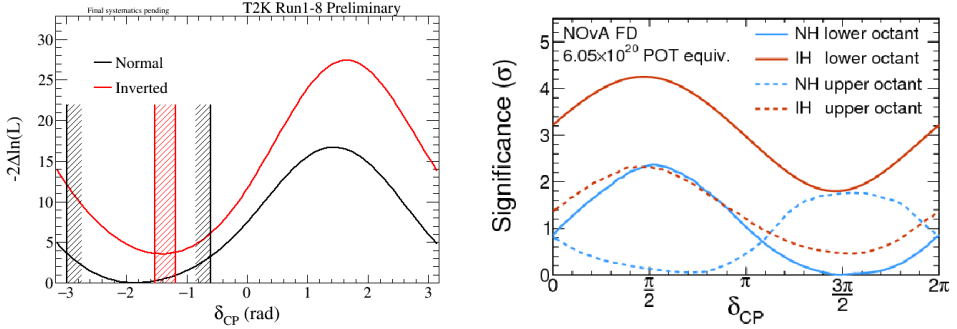 Final systematics pending
T2K Run1-8 Preliminary
-2Δln(L)
30
25
20
15
10
5
0
Normal
Inverted
−3 −2 −1 0 1 2 3
δCP (rad)
Significance (σ)
5
4
3
2
1
0
NOvA FD
6.05×10²⁰ POT equiv.
NH lower octant
IH lower octant
NH upper octant
IH upper octant
0 π/2 π 3π/2 2π
δCP